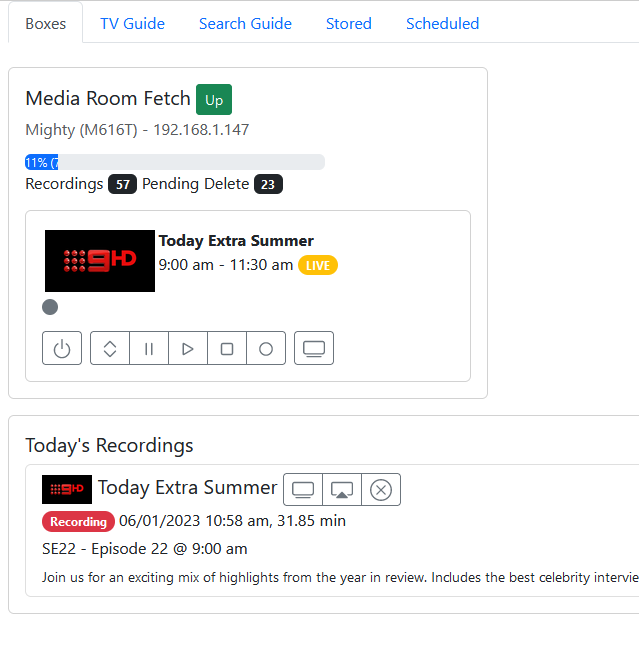 Boxes TV Guide Search Guide Stored Scheduled
Media Room Fetch Up
Mighty (M616T) - 192.168.1.147
11% (7
Recordings 57 Pending Delete 23
9HD
Today Extra Summer
9:00 am - 11:30 am LIVE
Today's Recordings
9HD Today Extra Summer
Recording 06/01/2023 10:58 am, 31.85 min
SE22 - Episode 22 @ 9:00 am
Join us for an exciting mix of highlights from the year in review. Includes the best celebrity intervie